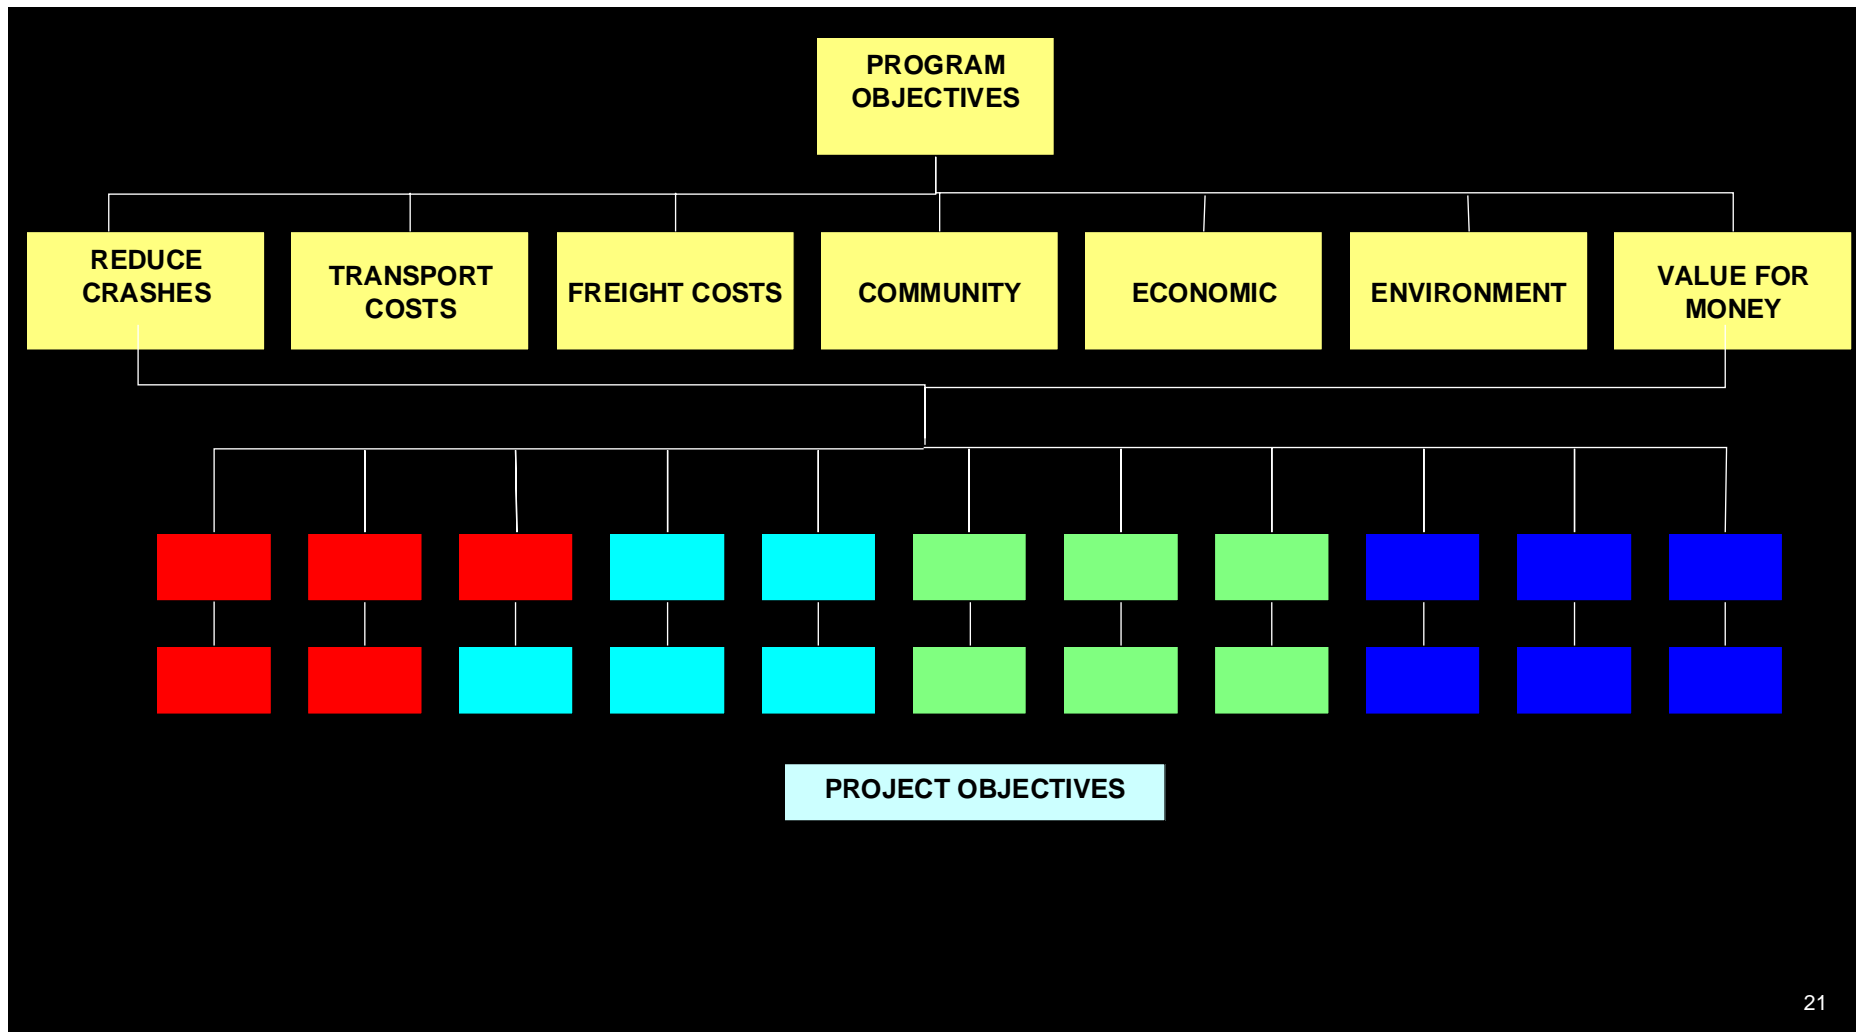 PROGRAM
OBJECTIVES
REDUCE
CRASHES
TRANSPORT
COSTS
FREIGHT COSTS
COMMUNITY
ECONOMIC
ENVIRONMENT
VALUE FOR
MONEY
PROJECT OBJECTIVES
21